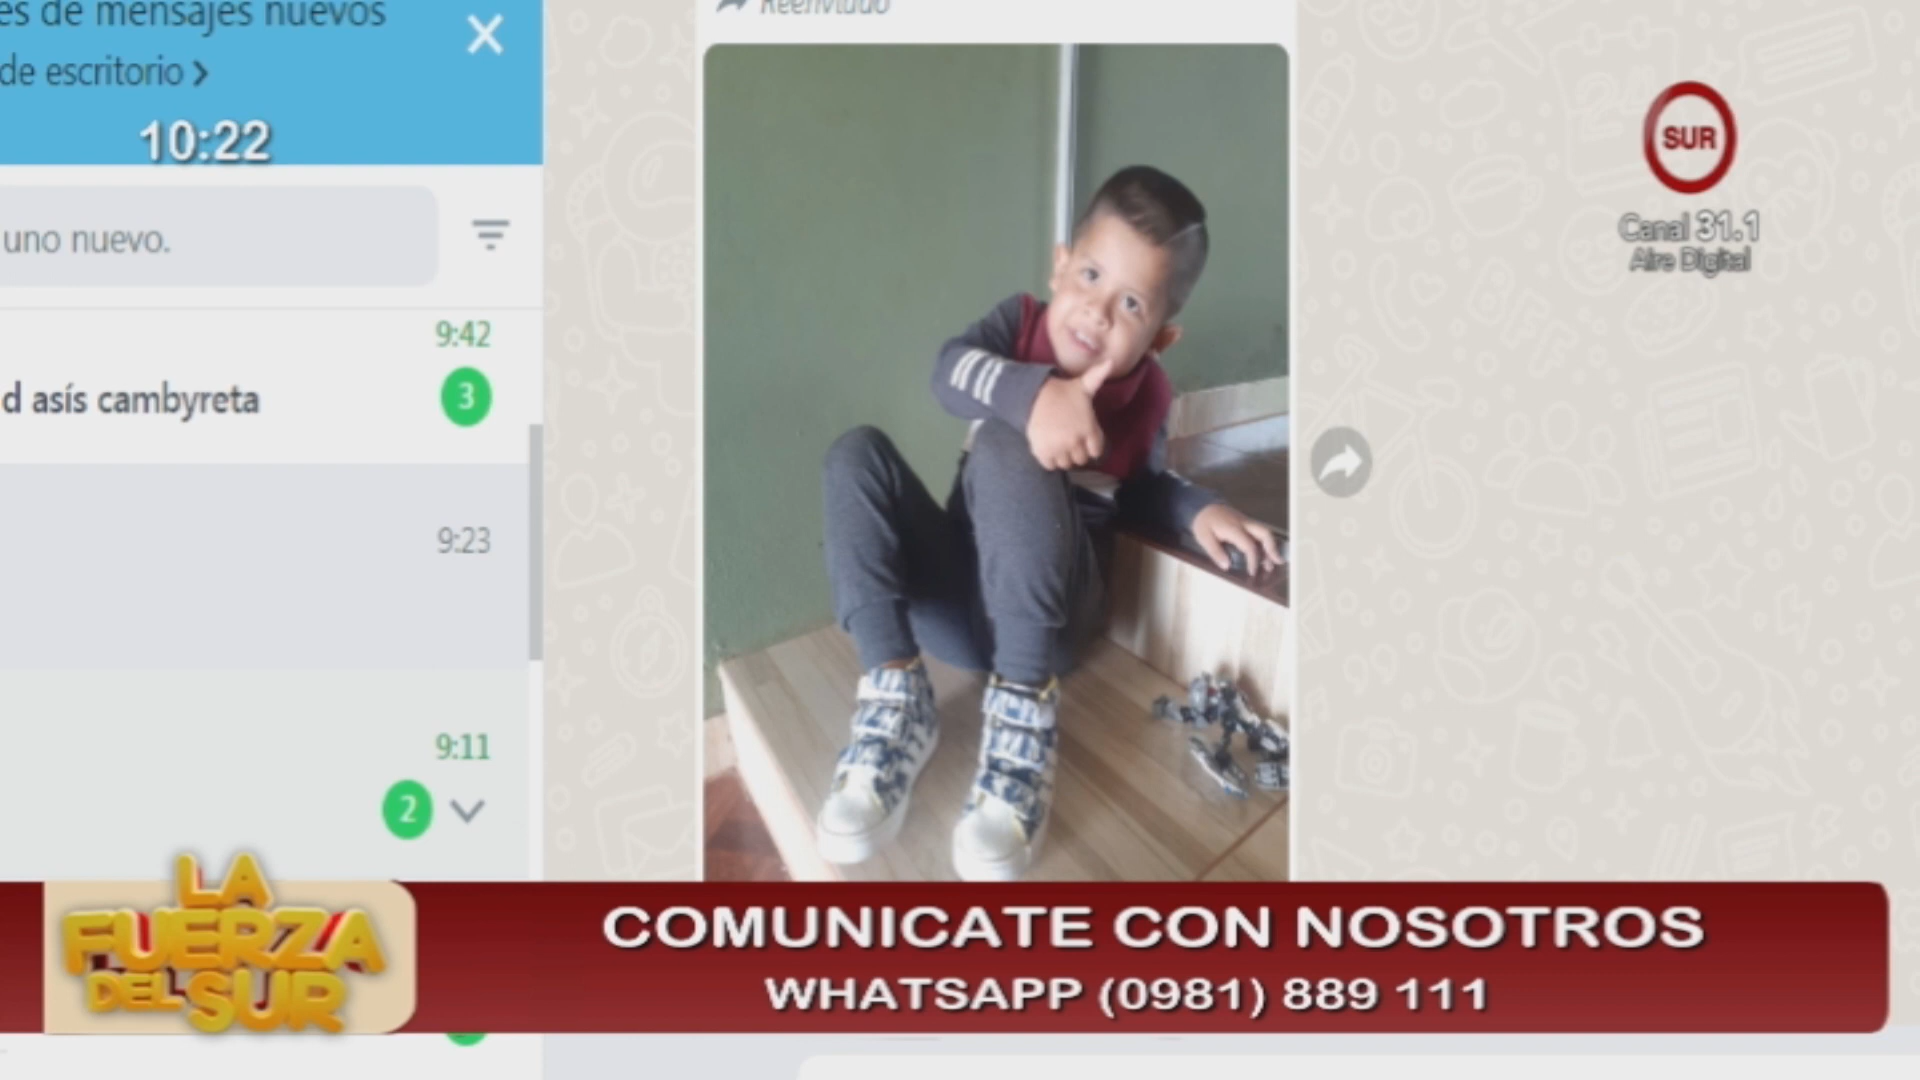 es de mensajes nuevos
de escritorio >
10:22
uno nuevo.
9:42
d asís cambyreta
3
9:23
9:11
2
Reenviado
SUR
Canal 31.1
Aire Digital
LA
FUERZA
DEL SUR
COMUNICATE CON NOSOTROS
WHATSAPP (0981) 889 111